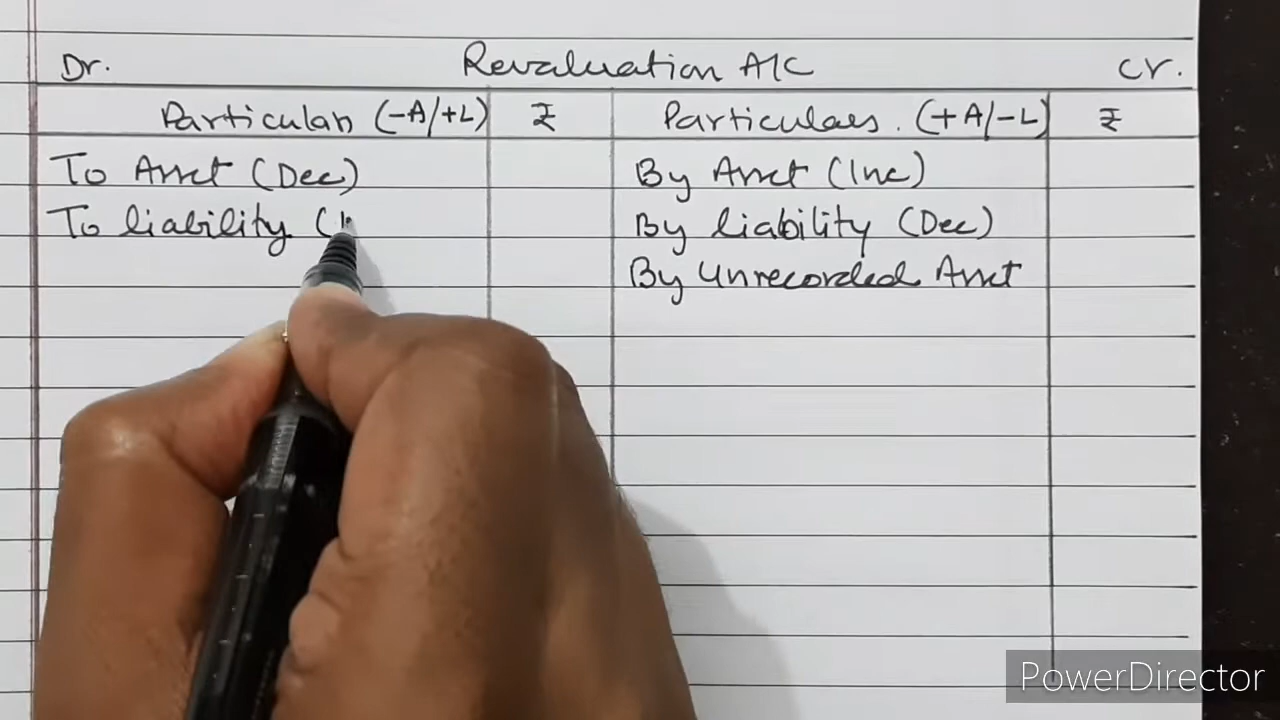 Dr. Revaluation A/C Cr.
Particulars (-A/+L) ₹ Particulars. (+A/-L) ₹
To Asset (Dec) By Asset (Inc)
To liability ( By liability (Dec)
By Unrecorded Asset
PowerDirector